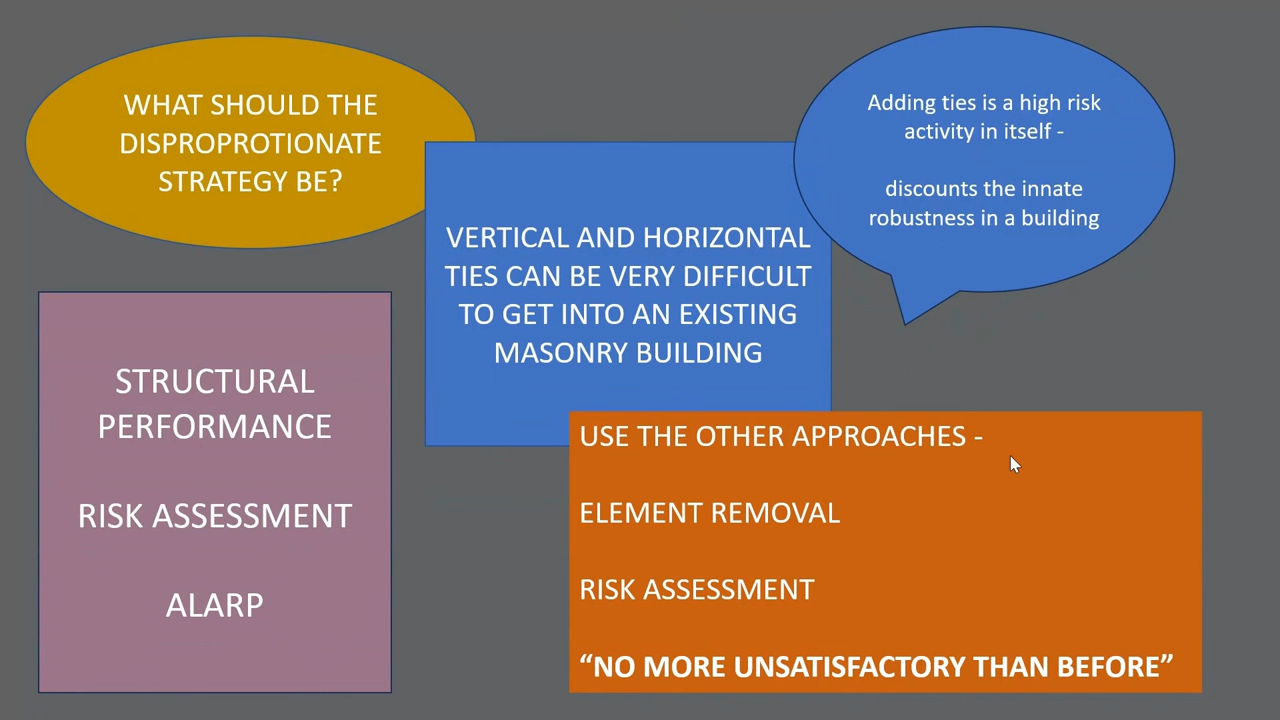 WHAT SHOULD THE
DISPROPROTIONATE
STRATEGY BE?
Adding ties is a high risk
activity in itself -
discounts the innate
robustness in a building
VERTICAL AND HORIZONTAL
TIES CAN BE VERY DIFFICULT
TO GET INTO AN EXISTING
MASONRY BUILDING
STRUCTURAL
PERFORMANCE
RISK ASSESSMENT
ALARP
USE THE OTHER APPROACHES -
ELEMENT REMOVAL
RISK ASSESSMENT
“NO MORE UNSATISFACTORY THAN BEFORE”